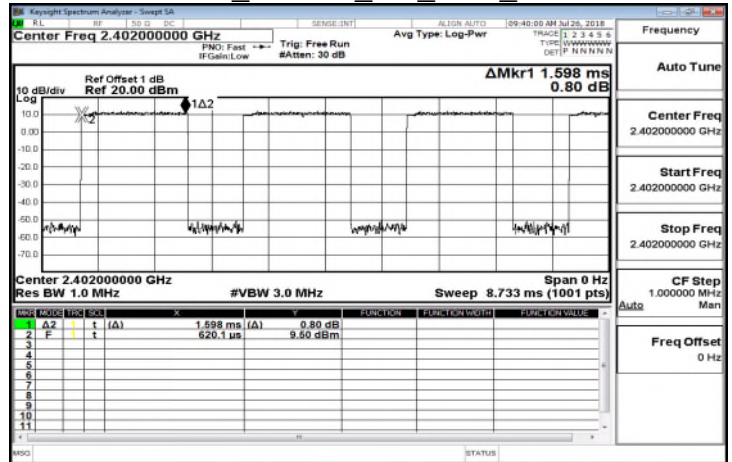 Keysight Spectrum Analyzer - Swept SA
RL RF 50 Ω DC SENSE:INT ALIGN AUTO 09:40:00 AM Jul 26, 2018
Center Freq 2.402000000 GHz
PNO: Fast
IFGain:Low
Trig: Free Run
#Atten: 30 dB
Avg Type: Log-Pwr
TRACE 1 2 3 4 5 6
TYPE WWWWWW
DET P N N N N N
Frequency
Auto Tune
Ref Offset 1 dB
10 dB/div Ref 20.00 dBm
ΔMkr1 1.598 ms
0.80 dB
Log
10.0
0.00
-10.0
-20.0
-30.0
-40.0
-50.0
-60.0
-70.0
1Δ2
X2
Center Freq
2.402000000 GHz
Start Freq
2.402000000 GHz
Stop Freq
2.402000000 GHz
CF Step
1.000000 MHz
Auto Man
Freq Offset
0 Hz
Center 2.402000000 GHz Span 0 Hz
Res BW 1.0 MHz #VBW 3.0 MHz Sweep 8.733 ms (1001 pts)
MKR MODE TRC SCL X Y FUNCTION FUNCTION WIDTH FUNCTION VALUE
1 Δ2 1 t (Δ) 1.598 ms (Δ) 0.80 dB
2 F 1 t 620.1 µs 9.50 dBm
3
4
5
6
7
8
9
10
11
MSG STATUS